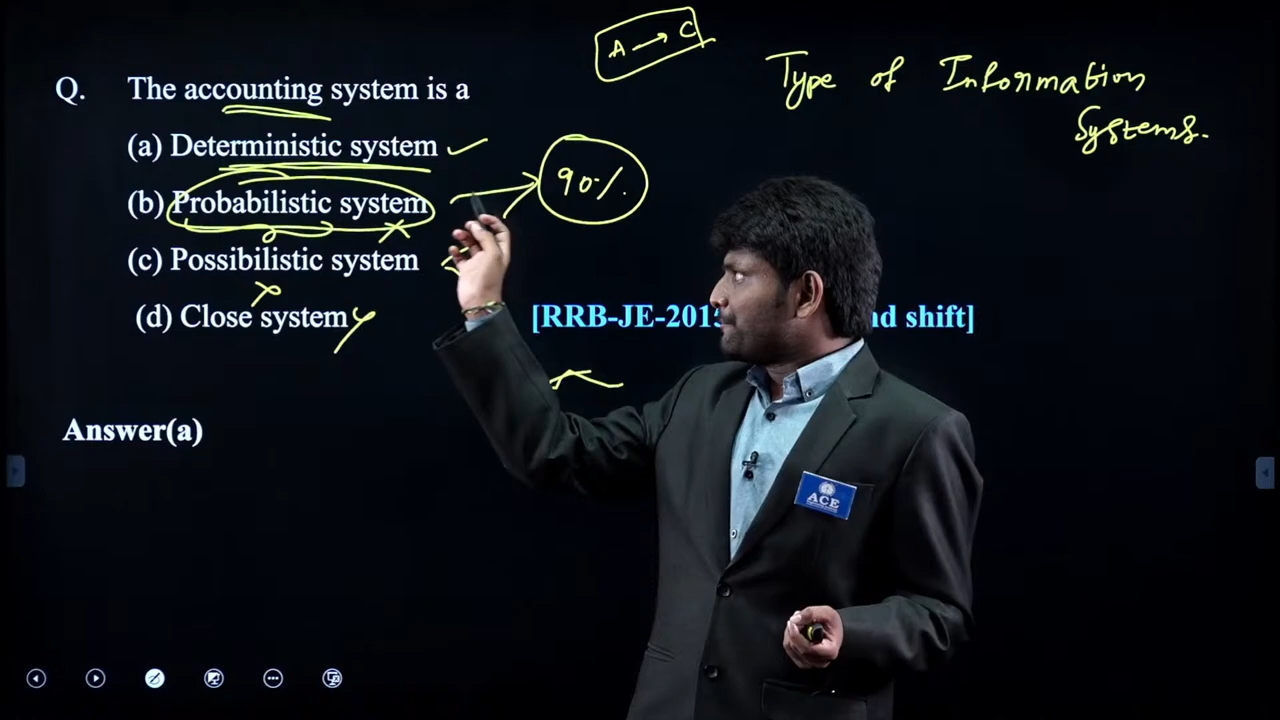 A → C
Type of Information
Systems.
Q. The accounting system is a
(a) Deterministic system
(b) Probabilistic system
90%.
(c) Possibilistic system
(d) Close system
[RRB-JE-2015 shift]
Answer(a)
ACE